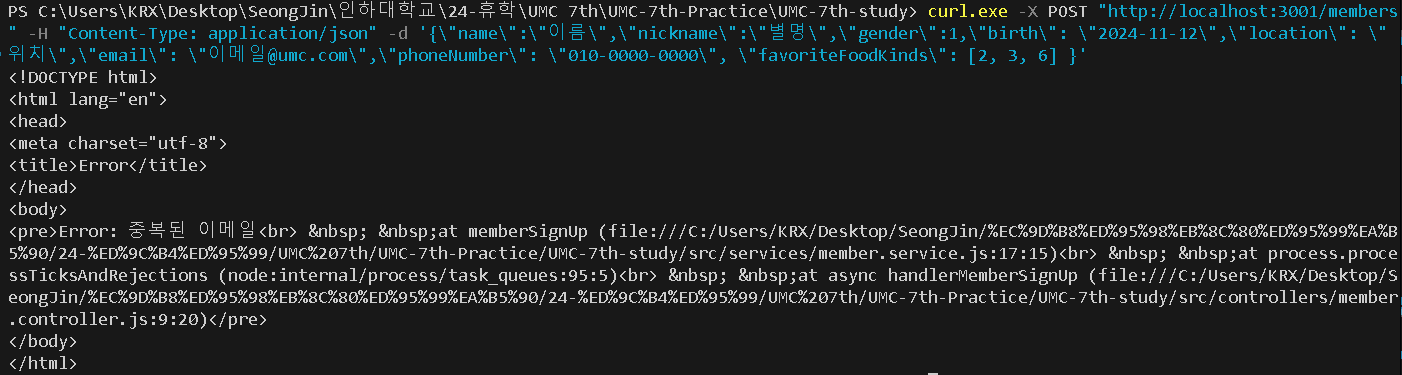 PS C:\Users\KRX\Desktop\SeongJin\인하대학교\24-휴학\UMC 7th\UMC-7th-Practice\UMC-7th-study> curl.exe -X POST "http://localhost:3001/members
" -H "Content-Type: application/json" -d '{\"name\":\"이름\",\"nickname\":\"별명\",\"gender\":1,\"birth\": \"2024-11-12\",\"location\": \"
위치\",\"email\": \"이메일@umc.com\",\"phoneNumber\": \"010-0000-0000\", \"favoriteFoodKinds\": [2, 3, 6] }'
<!DOCTYPE html>
<html lang="en">
<head>
<meta charset="utf-8">
<title>Error</title>
</head>
<body>
<pre>Error: 중복된 이메일<br> &nbsp; &nbsp;at memberSignUp (file:///C:/Users/KRX/Desktop/SeongJin/%EC%9D%B8%ED%95%98%EB%8C%80%ED%95%99%EA%B
5%90/24-%ED%9C%B4%ED%95%99/UMC%207th/UMC-7th-Practice/UMC-7th-study/src/services/member.service.js:17:15)<br> &nbsp; &nbsp;at process.proce
ssTicksAndRejections (node:internal/process/task_queues:95:5)<br> &nbsp; &nbsp;at async handlerMemberSignUp (file:///C:/Users/KRX/Desktop/S
eongJin/%EC%9D%B8%ED%95%98%EB%8C%80%ED%95%99%EA%B5%90/24-%ED%9C%B4%ED%95%99/UMC%207th/UMC-7th-Practice/UMC-7th-study/src/controllers/member
.controller.js:9:20)</pre>
</body>
</html>